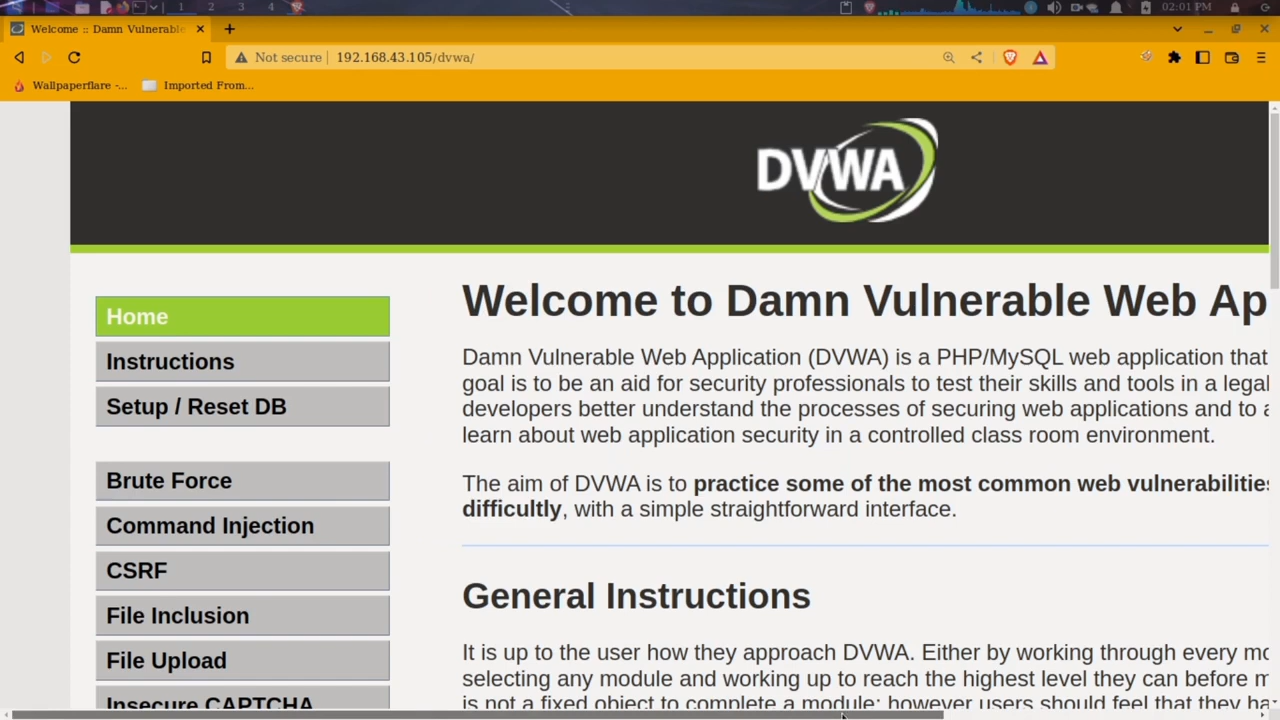 1 2 3 4 02:01 PM
Welcome :: Damn Vulnerable
Not secure 192.168.43.105/dvwa/
Wallpaperflare -... Imported From...
DVWA
Home
Instructions
Setup / Reset DB
Brute Force
Command Injection
CSRF
File Inclusion
File Upload
Insecure CAPTCHA
Welcome to Damn Vulnerable Web Ap
Damn Vulnerable Web Application (DVWA) is a PHP/MySQL web application that
goal is to be an aid for security professionals to test their skills and tools in a legal
developers better understand the processes of securing web applications and to a
learn about web application security in a controlled class room environment.
The aim of DVWA is to practice some of the most common web vulnerabilities
difficultly, with a simple straightforward interface.
General Instructions
It is up to the user how they approach DVWA. Either by working through every mo
selecting any module and working up to reach the highest level they can before m
is not a fixed object to complete a module; however users should feel that they ha